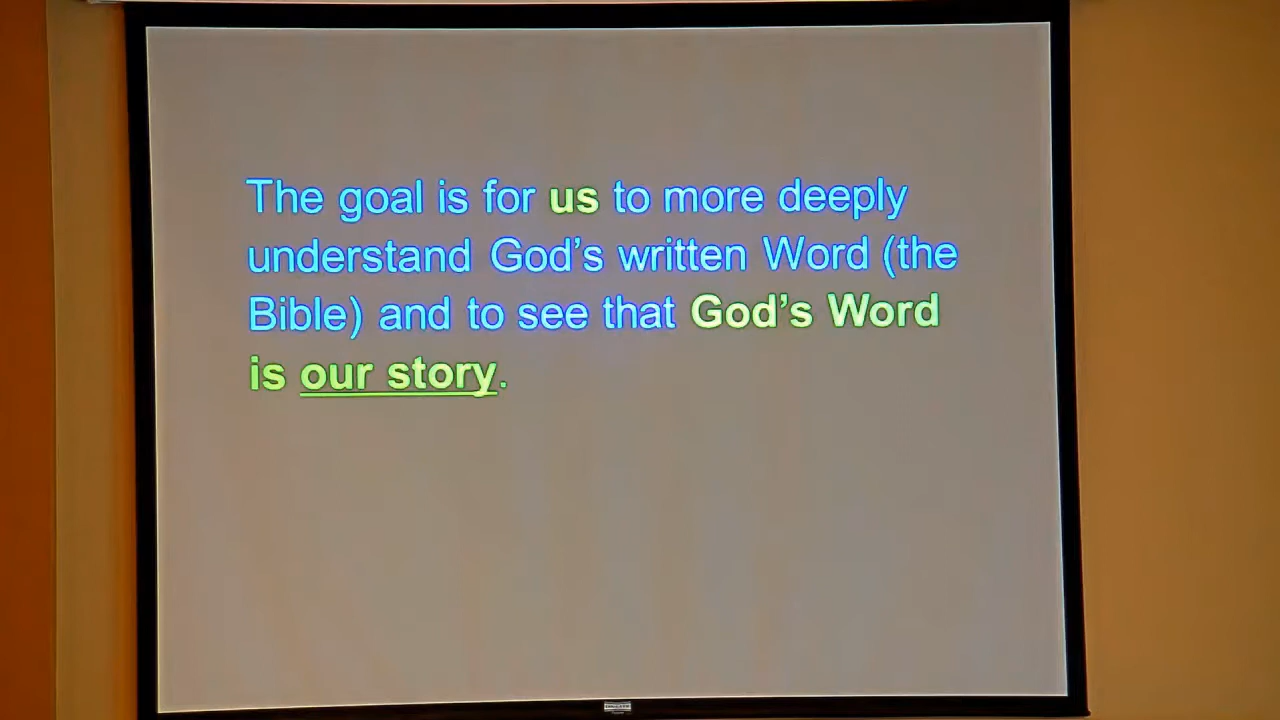 The goal is for us to more deeply
understand God’s written Word (the
Bible) and to see that God’s Word
is our story.